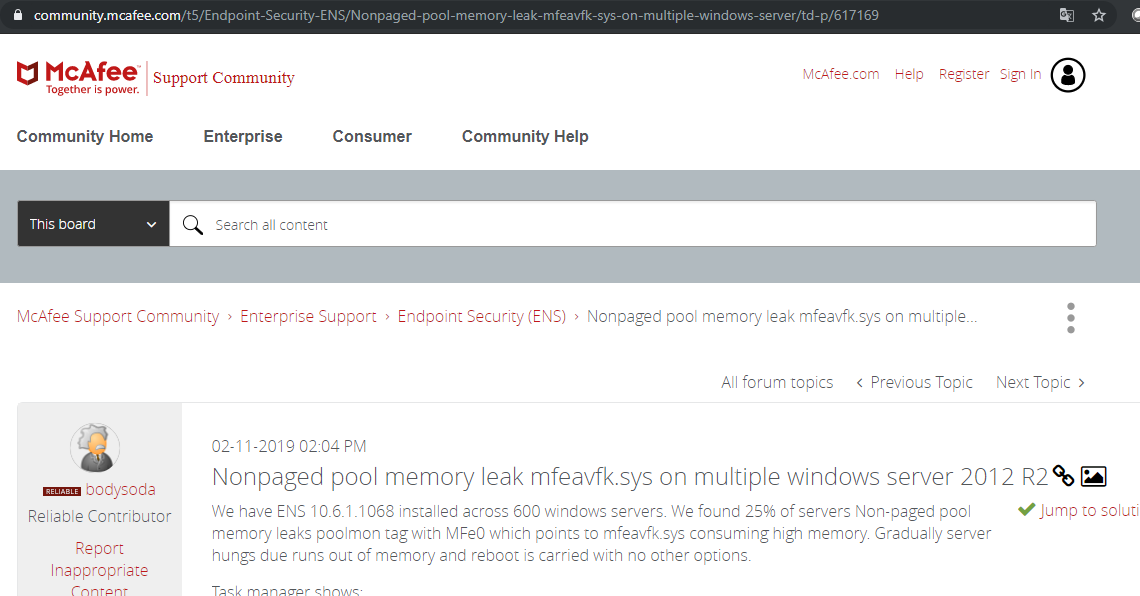 community.mcafee.com/t5/Endpoint-Security-ENS/Nonpaged-pool-memory-leak-mfeavfk-sys-on-multiple-windows-server/td-p/617169
McAfee™ Support Community
Together is power.
McAfee.com Help Register Sign In
Community Home Enterprise Consumer Community Help
This board Search all content
McAfee Support Community › Enterprise Support › Endpoint Security (ENS) › Nonpaged pool memory leak mfeavfk.sys on multiple...
All forum topics ‹ Previous Topic Next Topic ›
RELIABLE bodysoda
Reliable Contributor
Report
Inappropriate
Content
02-11-2019 02:04 PM
Nonpaged pool memory leak mfeavfk.sys on multiple windows server 2012 R2
We have ENS 10.6.1.1068 installed across 600 windows servers. We found 25% of servers Non-paged pool
memory leaks poolmon tag with MFe0 which points to mfeavfk.sys consuming high memory. Gradually server
hungs due runs out of memory and reboot is carried with no other options.
Jump to soluti
Task manager shows: